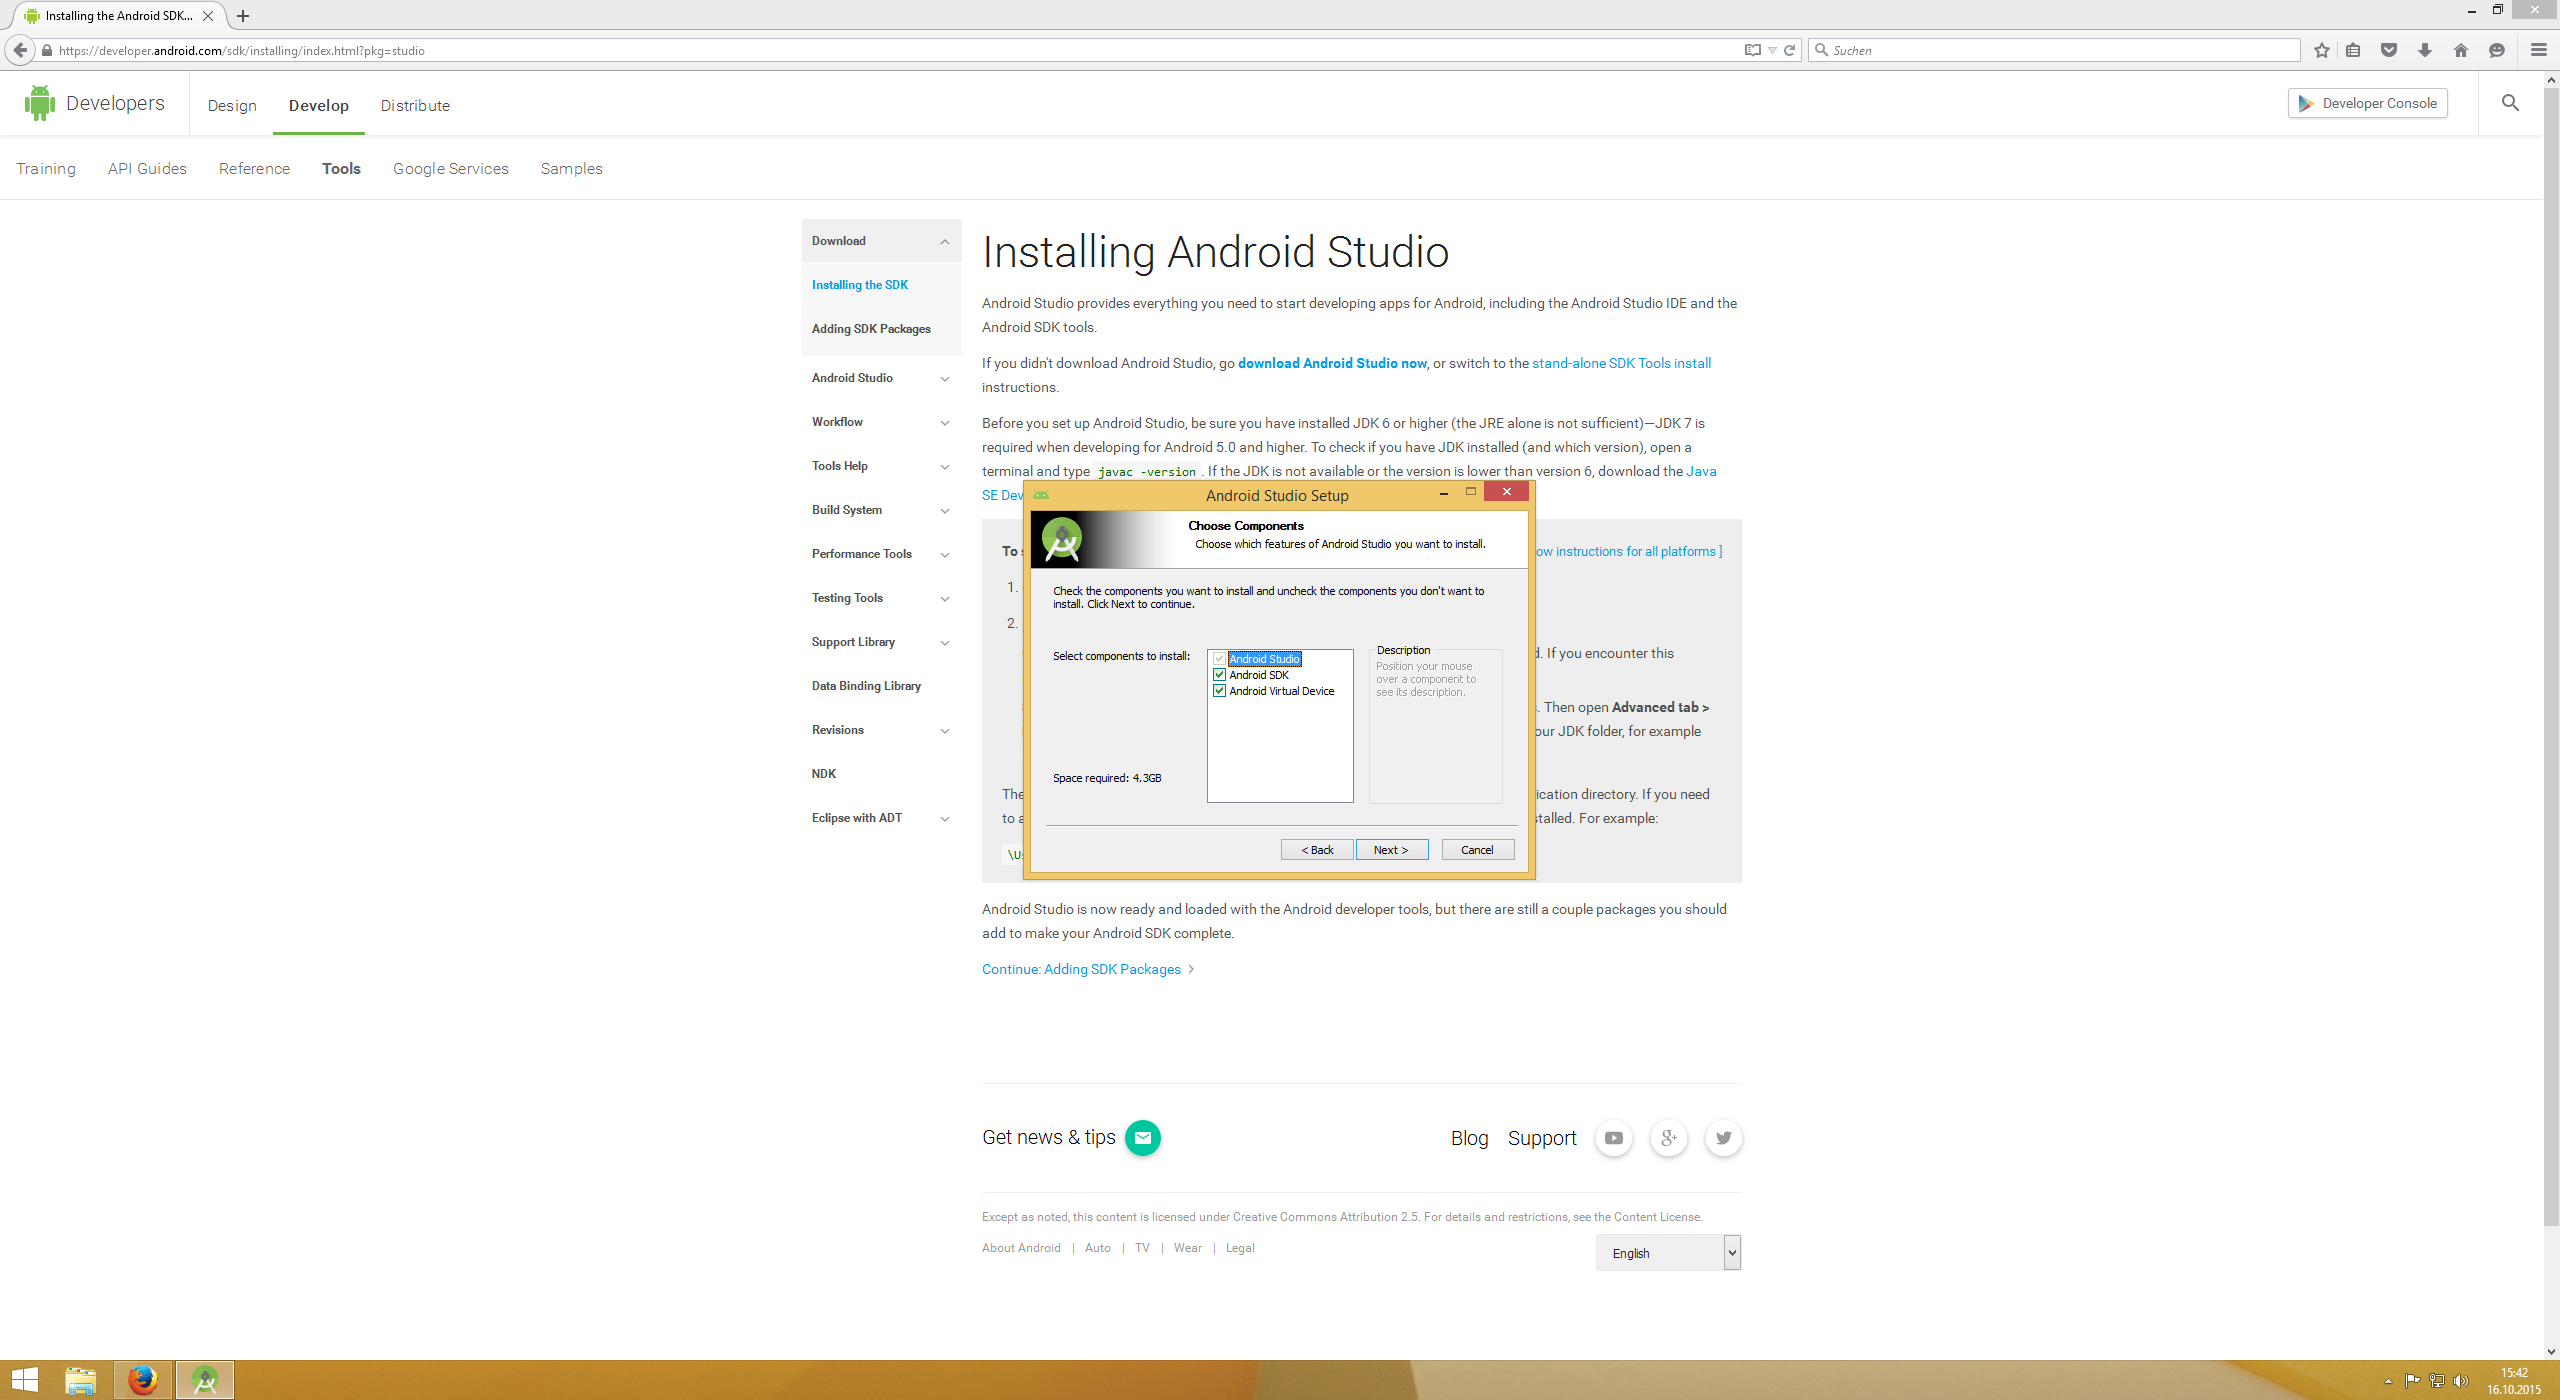 Installing the Android SDK...
https://developer.android.com/sdk/installing/index.html?pkg=studio
Suchen
Developers
Design
Develop
Distribute
Developer Console
Training
API Guides
Reference
Tools
Google Services
Samples
Download
Installing the SDK
Adding SDK Packages
Android Studio
Workflow
Tools Help
Build System
Performance Tools
Testing Tools
Support Library
Data Binding Library
Revisions
NDK
Eclipse with ADT
Installing Android Studio
Android Studio provides everything you need to start developing apps for Android, including the Android Studio IDE and the
Android SDK tools.
If you didn't download Android Studio, go download Android Studio now, or switch to the stand-alone SDK Tools install
instructions.
Before you set up Android Studio, be sure you have installed JDK 6 or higher (the JRE alone is not sufficient)—JDK 7 is
required when developing for Android 5.0 and higher. To check if you have JDK installed (and which version), open a
terminal and type javac -version. If the JDK is not available or the version is lower than version 6, download the Java
SE Dev
To s
ow instructions for all platforms ]
1.
2.
d. If you encounter this
s. Then open Advanced tab >
our JDK folder, for example
The
ication directory. If you need
to a
stalled. For example:
\Us
Android Studio Setup
Choose Components
Choose which features of Android Studio you want to install.
Check the components you want to install and uncheck the components you don't want to
install. Click Next to continue.
Select components to install:
Android Studio
Android SDK
Android Virtual Device
Description
Position your mouse
over a component to
see its description.
Space required: 4.3GB
< Back
Next >
Cancel
Android Studio is now ready and loaded with the Android developer tools, but there are still a couple packages you should
add to make your Android SDK complete.
Continue: Adding SDK Packages >
Get news & tips
Blog
Support
g+
Except as noted, this content is licensed under Creative Commons Attribution 2.5. For details and restrictions, see the Content License.
About Android | Auto | TV | Wear | Legal
English
15:42
16.10.2015